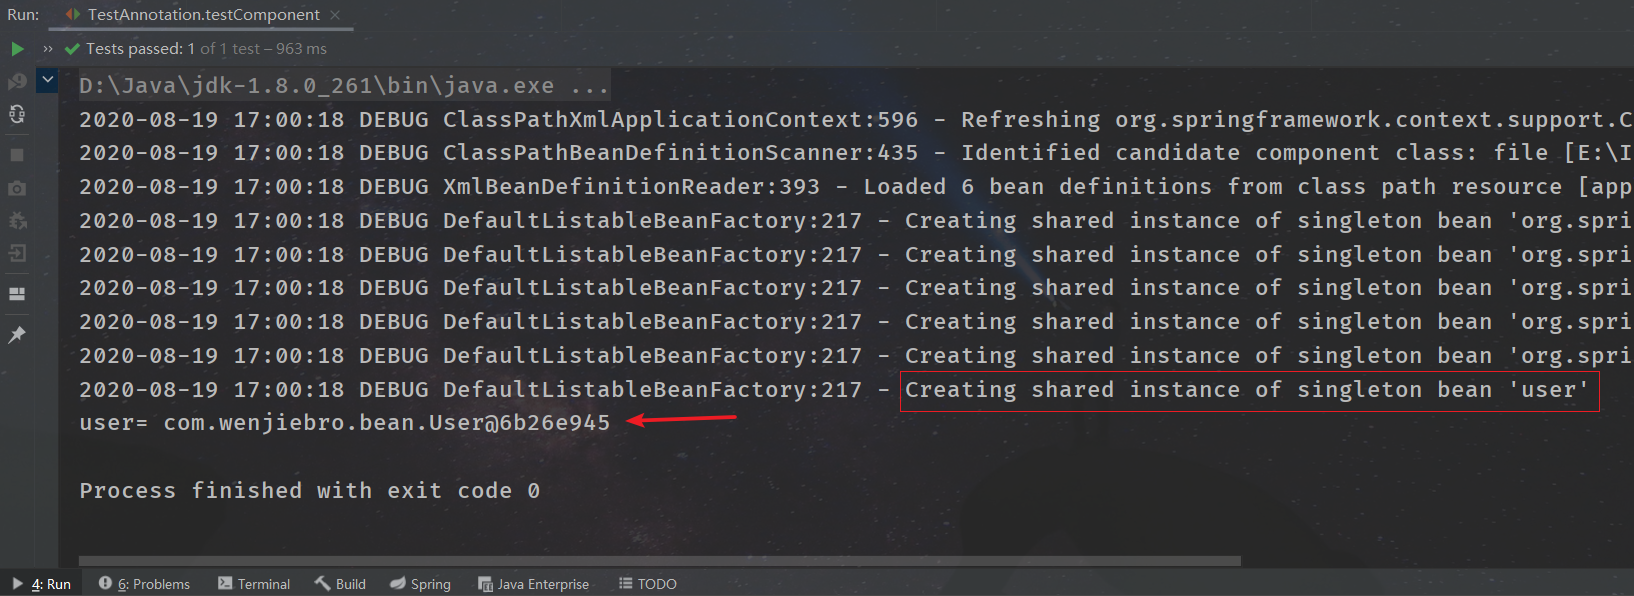 Run: TestAnnotation.testComponent
Tests passed: 1 of 1 test – 963 ms
D:\Java\jdk-1.8.0_261\bin\java.exe ...
2020-08-19 17:00:18 DEBUG ClassPathXmlApplicationContext:596 - Refreshing org.springframework.context.support.C
2020-08-19 17:00:18 DEBUG ClassPathBeanDefinitionScanner:435 - Identified candidate component class: file [E:\I
2020-08-19 17:00:18 DEBUG XmlBeanDefinitionReader:393 - Loaded 6 bean definitions from class path resource [app
2020-08-19 17:00:18 DEBUG DefaultListableBeanFactory:217 - Creating shared instance of singleton bean 'org.spri
2020-08-19 17:00:18 DEBUG DefaultListableBeanFactory:217 - Creating shared instance of singleton bean 'org.spri
2020-08-19 17:00:18 DEBUG DefaultListableBeanFactory:217 - Creating shared instance of singleton bean 'org.spri
2020-08-19 17:00:18 DEBUG DefaultListableBeanFactory:217 - Creating shared instance of singleton bean 'org.spri
2020-08-19 17:00:18 DEBUG DefaultListableBeanFactory:217 - Creating shared instance of singleton bean 'org.spri
2020-08-19 17:00:18 DEBUG DefaultListableBeanFactory:217 - Creating shared instance of singleton bean 'user'
user= com.wenjiebro.bean.User@6b26e945
Process finished with exit code 0
4: Run 6: Problems Terminal Build Spring Java Enterprise TODO